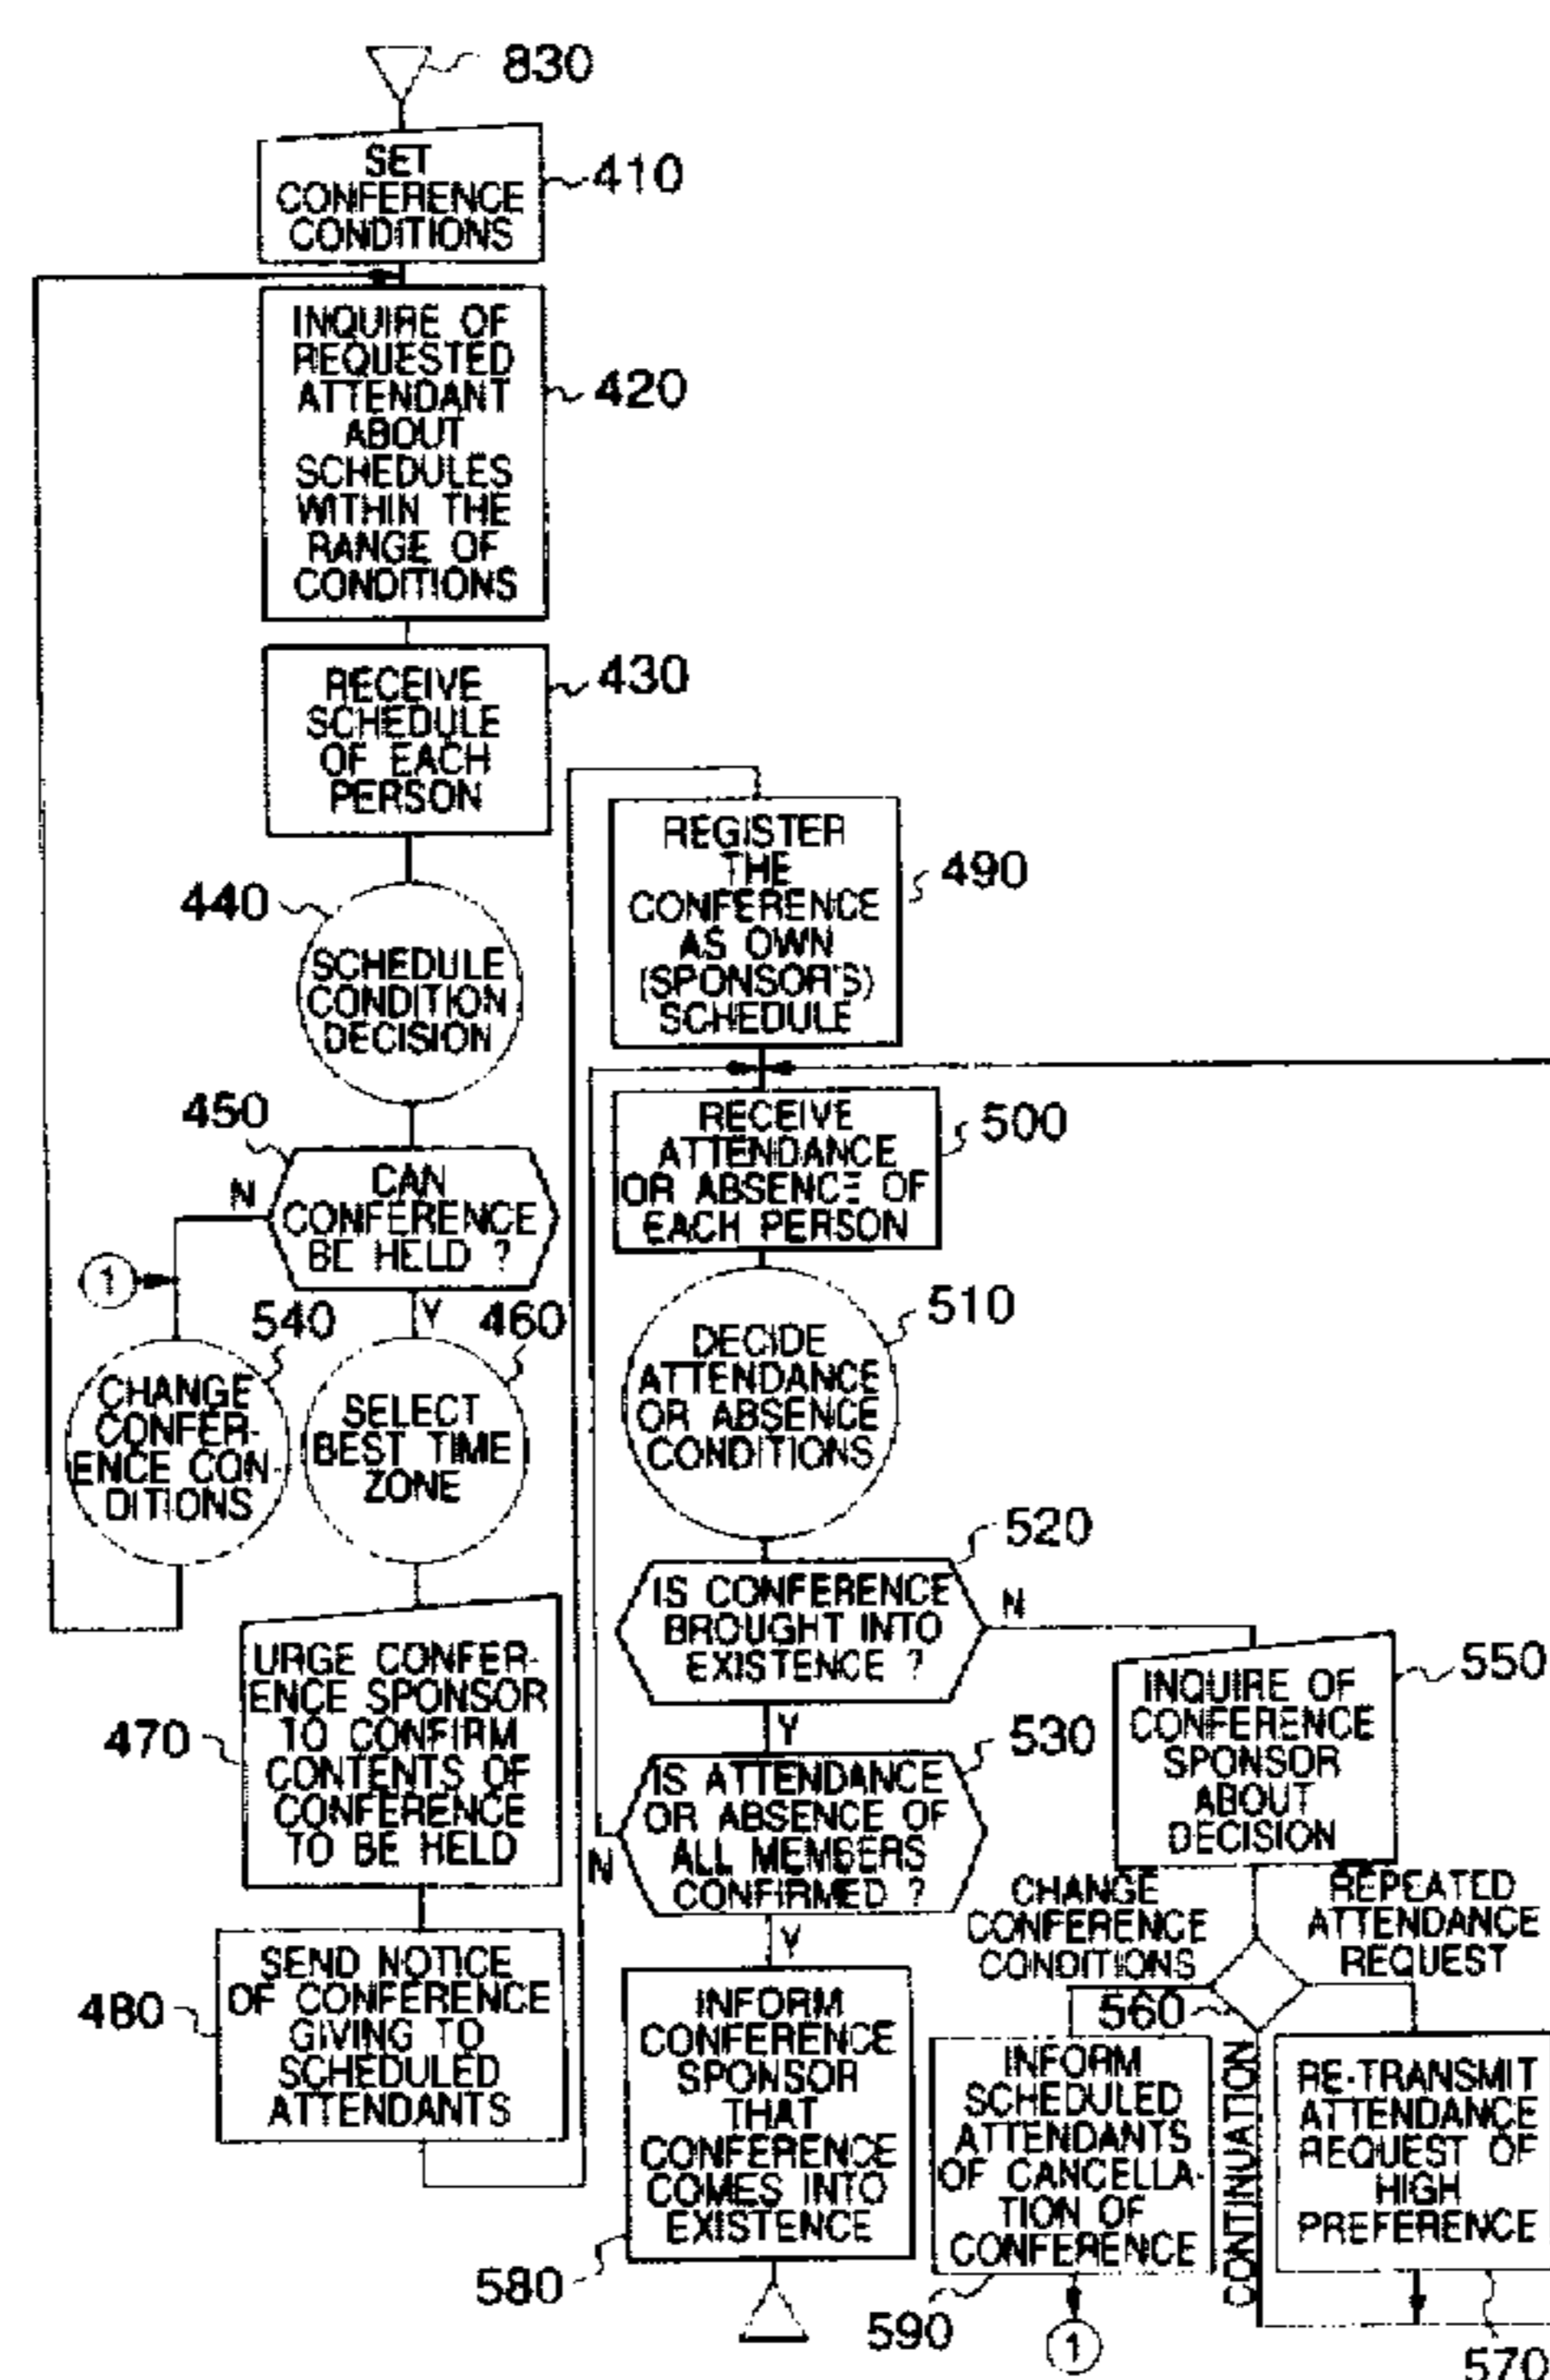 830
SET
CONFERENCE
CONDITIONS
410
INQUIRE OF
REQUESTED
ATTENDANT
ABOUT
SCHEDULES
WITHIN THE
RANGE OF
CONDITIONS
420
RECEIVE
SCHEDULE
OF EACH
PERSON
430
440
SCHEDULE
CONDITION
DECISION
450
CAN
CONFERENCE
BE HELD ?
N
Y
1
540
CHANGE
CONFER-
ENCE CON-
DITIONS
460
SELECT
BEST TIME
ZONE
470
URGE CONFER-
ENCE SPONSOR
TO CONFIRM
CONTENTS OF
CONFERENCE
TO BE HELD
480
SEND NOTICE
OF CONFERENCE
GIVING TO
SCHEDULED
ATTENDANTS
REGISTER
THE
CONFERENCE
AS OWN
(SPONSOR'S)
SCHEDULE
490
RECEIVE
ATTENDANCE
OR ABSENCE OF
EACH PERSON
500
DECIDE
ATTENDANCE
OR ABSENCE
CONDITIONS
510
520
IS CONFERENCE
BROUGHT INTO
EXISTENCE ?
N
Y
530
IS ATTENDANCE
OR ABSENCE OF
ALL MEMBERS
CONFIRMED ?
N
Y
INFORM
CONFERENCE
SPONSOR
THAT
CONFERENCE
COMES INTO
EXISTENCE
580
INQUIRE OF
CONFERENCE
SPONSOR
ABOUT
DECISION
550
CHANGE
CONFERENCE
CONDITIONS
REPEATED
ATTENDANCE
REQUEST
560
CONTINUATION
INFORM
SCHEDULED
ATTENDANTS
OF CANCELLA-
TION OF
CONFERENCE
590
1
RE-TRANSMIT
ATTENDANCE
REQUEST OF
HIGH
PREFERENCE
570